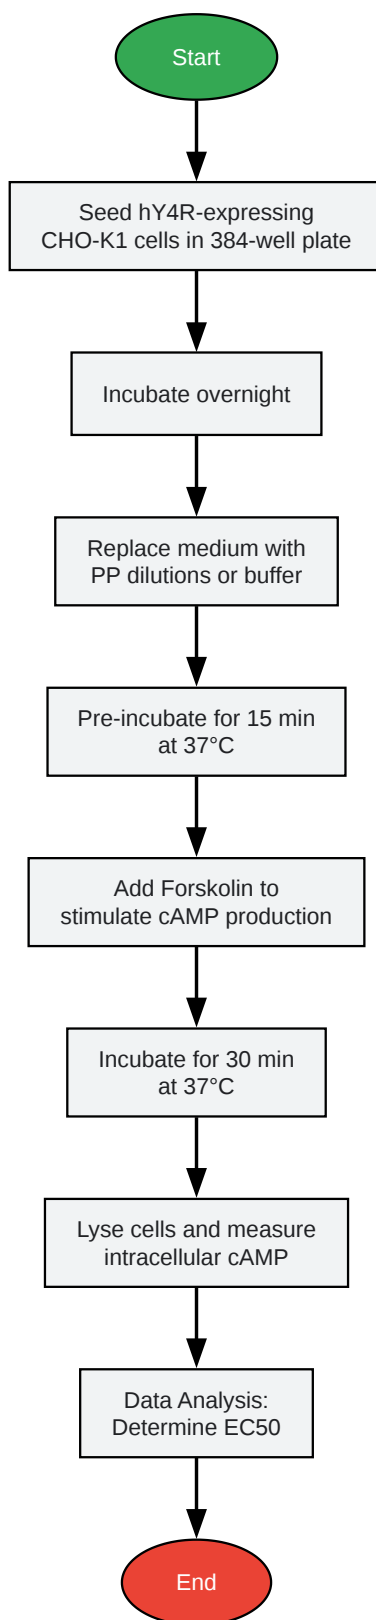 Start
Seed hY4R-expressing
CHO-K1 cells in 384-well plate
Incubate overnight
Replace medium with
PP dilutions or buffer
Pre-incubate for 15 min
at 37°C
Add Forskolin to
stimulate cAMP production
Incubate for 30 min
at 37°C
Lyse cells and measure
intracellular cAMP
Data Analysis:
Determine EC50
End